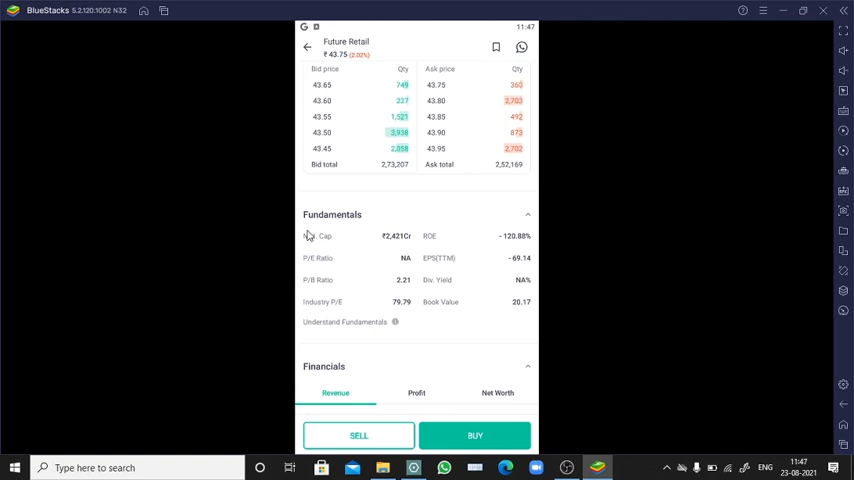 BlueStacks 5.2.120.1002 N32
11:47
Future Retail
₹ 43.75 (2.02%)
Bid price Qty Ask price Qty
43.65 749 43.75 360
43.60 227 43.80 2,703
43.55 1,521 43.85 492
43.50 3,938 43.90 873
43.45 2,058 43.95 2,702
Bid total 2,73,207 Ask total 2,52,169
Fundamentals
Cap ₹2,421Cr ROE - 120.88%
P/E Ratio NA EPS(TTM) - 69.14
P/B Ratio 2.21 Div. Yield NA%
Industry P/E 79.79 Book Value 20.17
Understand Fundamentals
Financials
Revenue Profit Net Worth
SELL BUY
Type here to search
ENG
11:47
23-08-2021